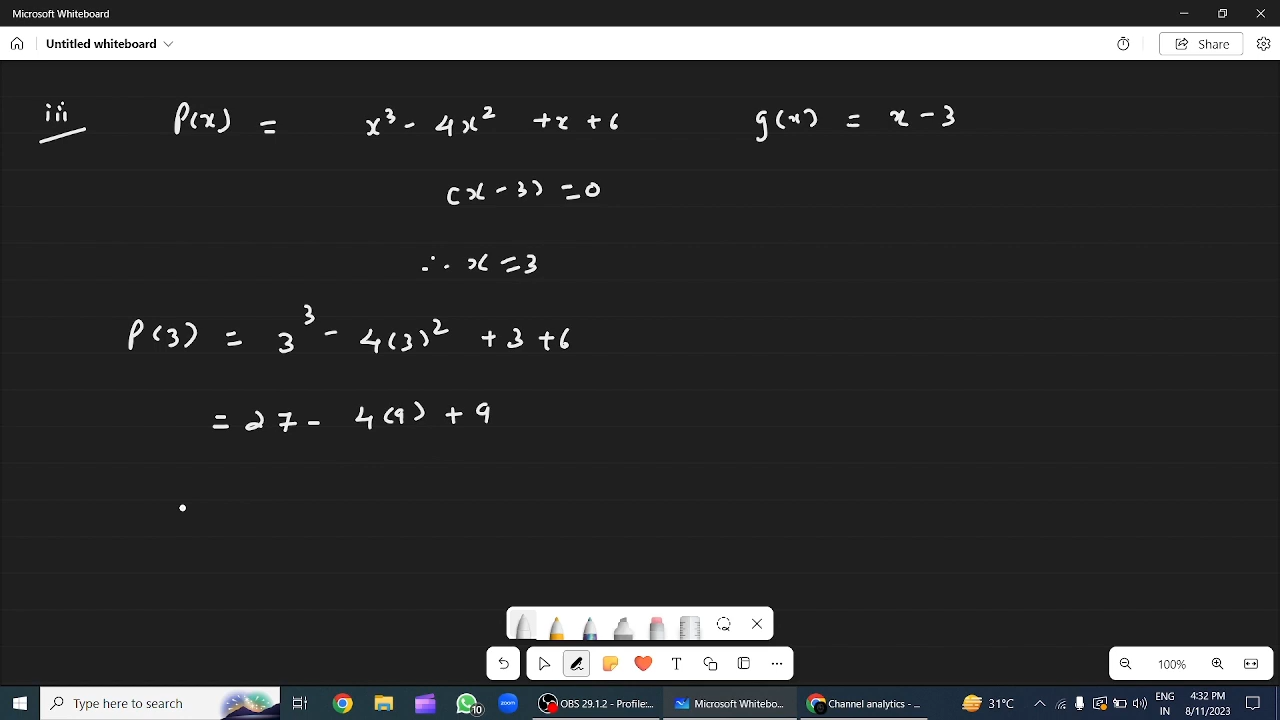 Microsoft Whiteboard
Untitled whiteboard
Share
iii P(x) = x³ - 4x² + x + 6 g(x) = x - 3
(x - 3) = 0
∴ x = 3
P(3) = 3³ - 4(3)² + 3 + 6
= 27 - 4(9) + 9
100%
Type here to search
10
OBS 29.1.2 - Profile...
Microsoft Whitebo...
Channel analytics - ...
31°C
ENG
IN
4:32 PM
8/11/2023